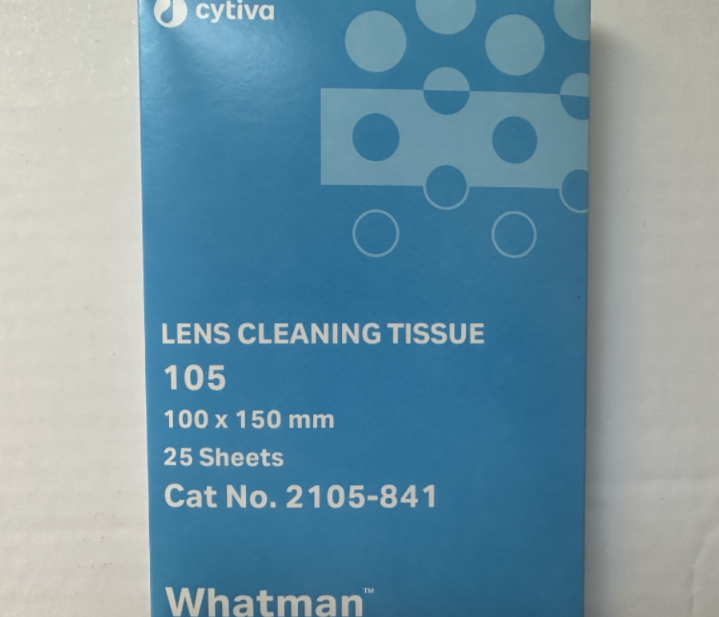 cytiva
LENS CLEANING TISSUE
105
100 x 150 mm
25 Sheets
Cat No. 2105-841
Whatman™